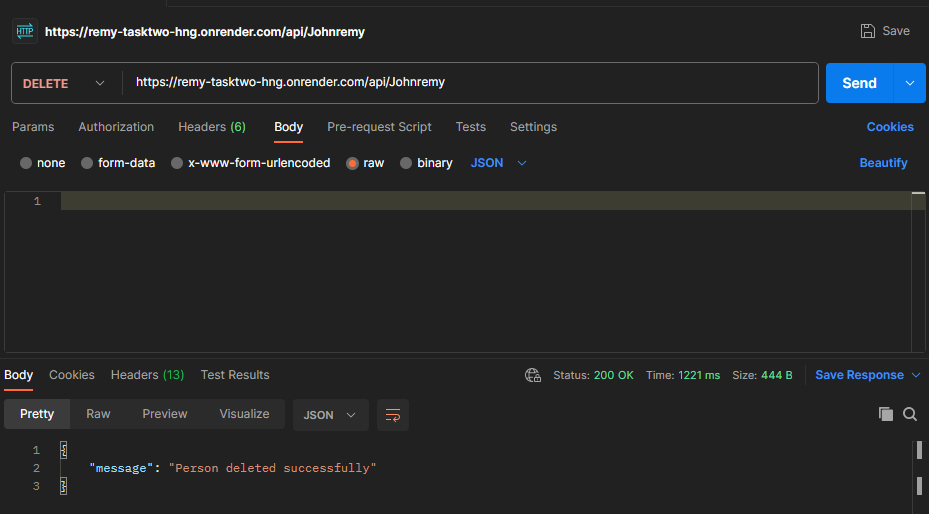 HTTP https://remy-tasktwo-hng.onrender.com/api/Johnremy Save
DELETE https://remy-tasktwo-hng.onrender.com/api/Johnremy Send
Params Authorization Headers (6) Body Pre-request Script Tests Settings Cookies
none form-data x-www-form-urlencoded raw binary JSON Beautify
1
Body Cookies Headers (13) Test Results Status: 200 OK Time: 1221 ms Size: 444 B Save Response
Pretty Raw Preview Visualize JSON
1 {
2 "message": "Person deleted successfully"
3 }